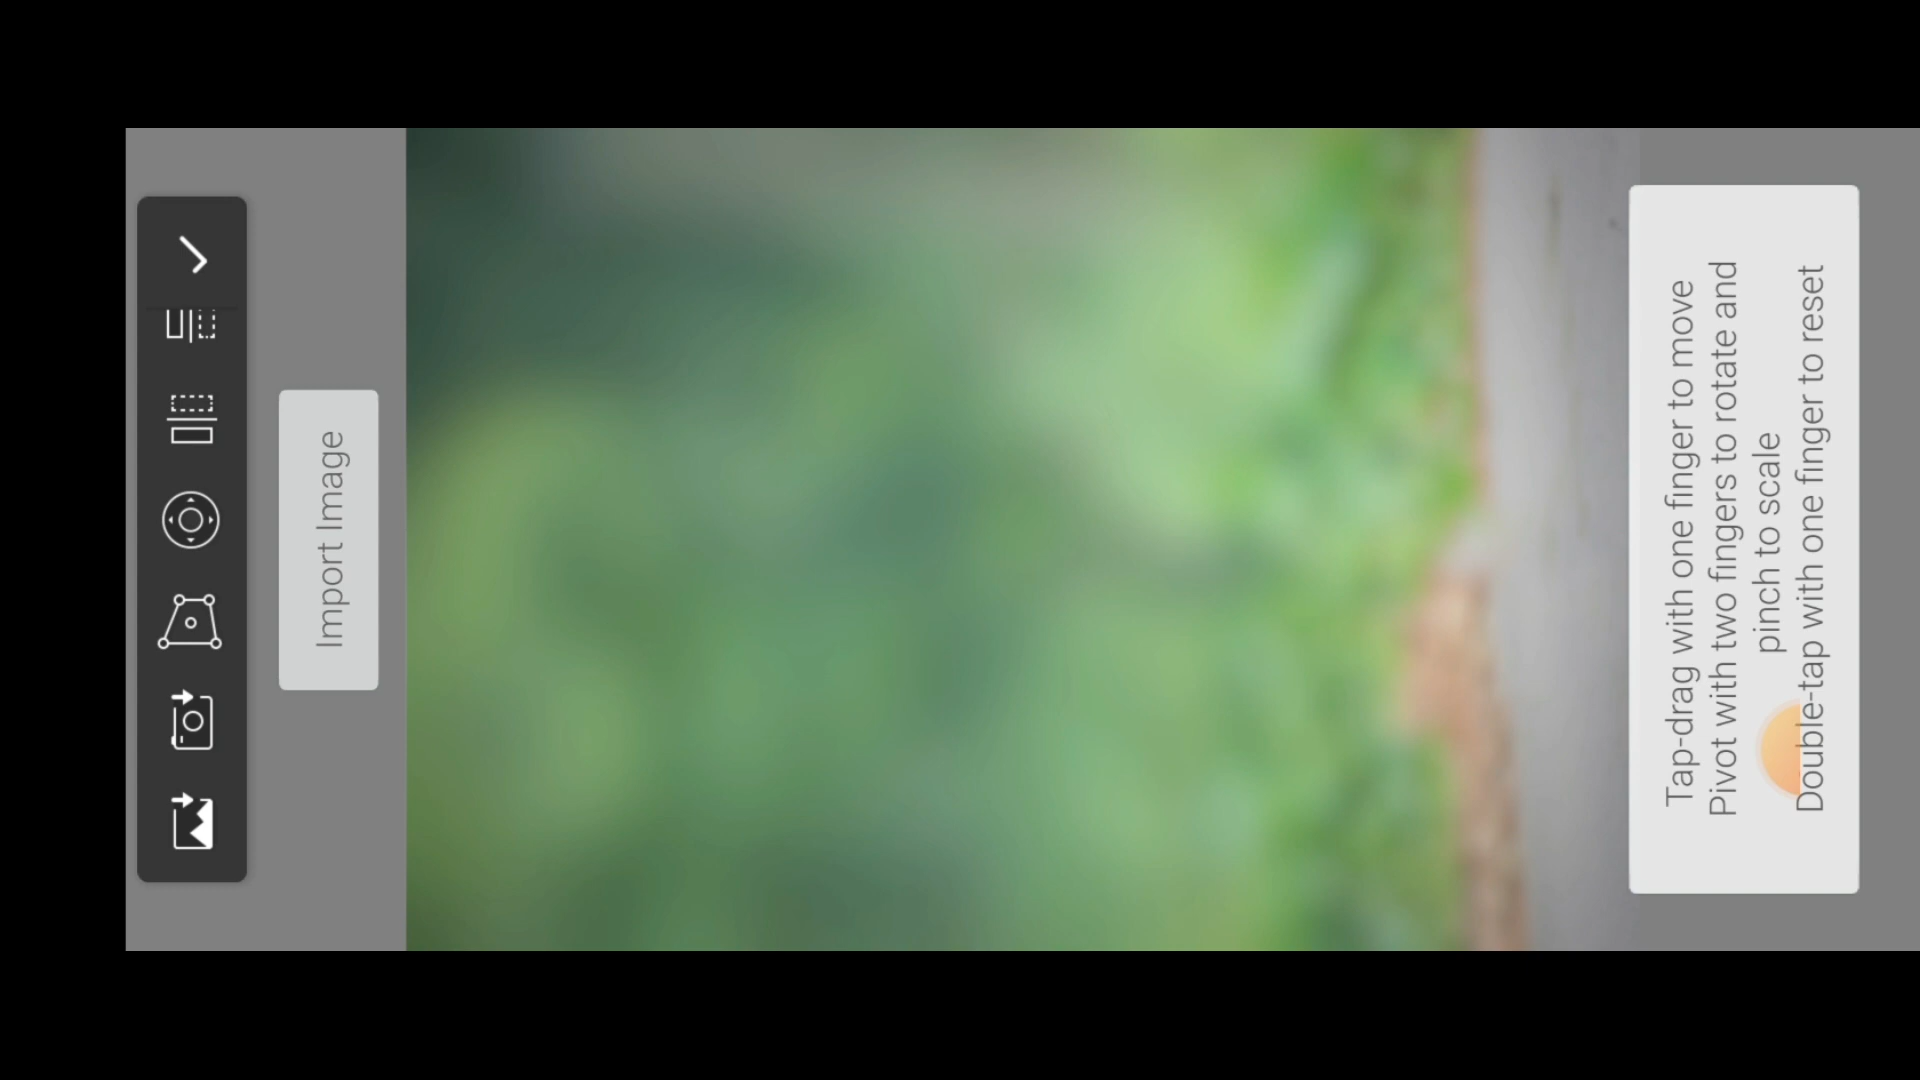 Import Image
Tap-drag with one finger to move
Pivot with two fingers to rotate and
pinch to scale
Double-tap with one finger to reset